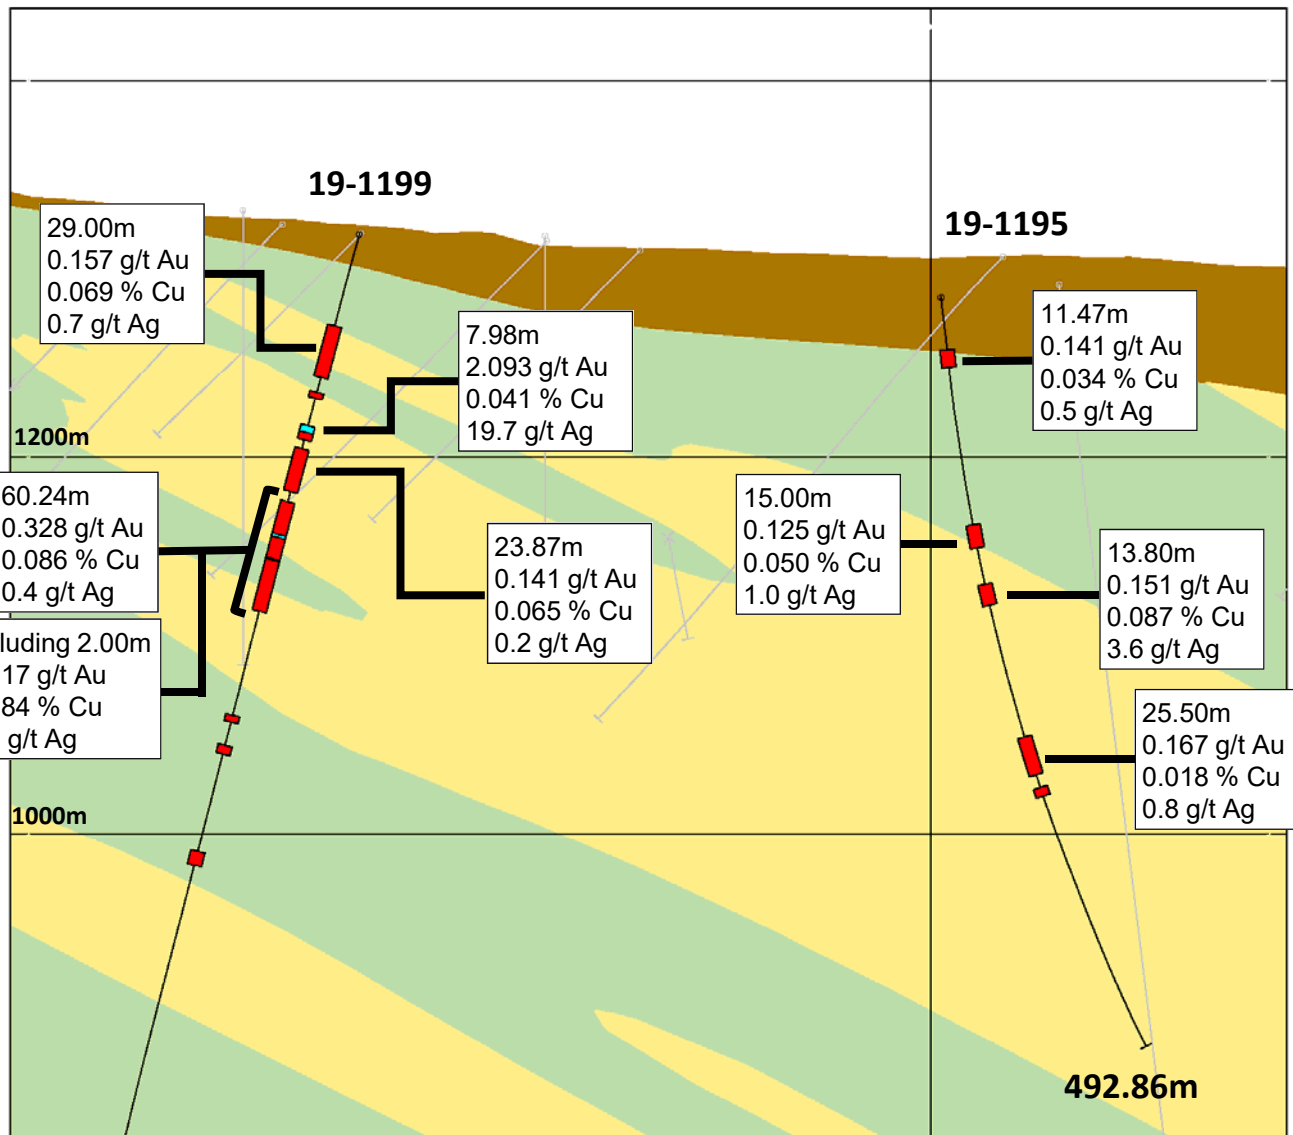 19-1199
19-1195
29.00m
0.157 g/t Au
0.069 % Cu
0.7 g/t Ag
7.98m
2.093 g/t Au
0.041 % Cu
19.7 g/t Ag
11.47m
0.141 g/t Au
0.034 % Cu
0.5 g/t Ag
1200m
60.24m
0.328 g/t Au
0.086 % Cu
0.4 g/t Ag
23.87m
0.141 g/t Au
0.065 % Cu
0.2 g/t Ag
15.00m
0.125 g/t Au
0.050 % Cu
1.0 g/t Ag
13.80m
0.151 g/t Au
0.087 % Cu
3.6 g/t Ag
luding 2.00m
17 g/t Au
84 % Cu
g/t Ag
25.50m
0.167 g/t Au
0.018 % Cu
0.8 g/t Ag
1000m
492.86m